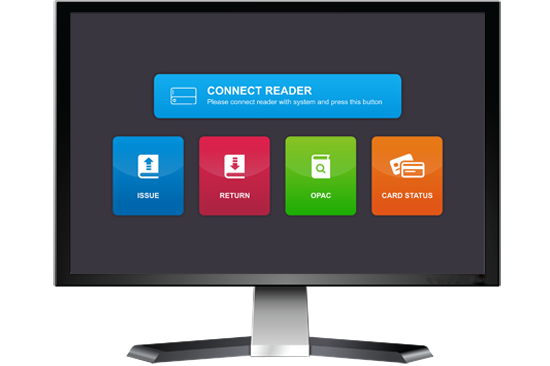 CONNECT READER
Please connect reader with system and press this button
ISSUE
RETURN
OPAC
CARD STATUS